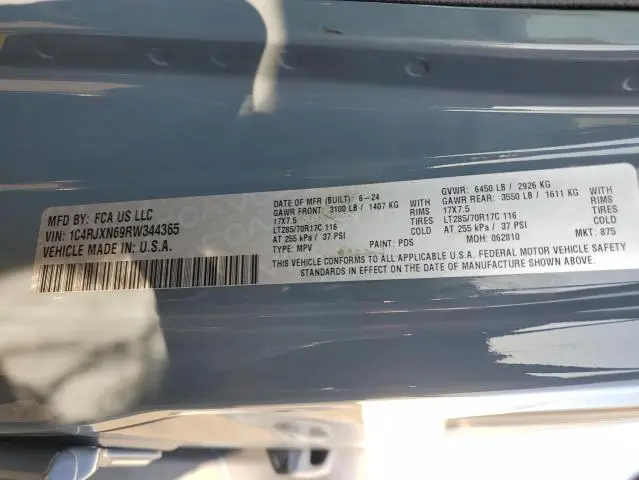 MFD BY: FCA US LLC
VIN: 1C4RJXN69RW344365
VEHICLE MADE IN U.S.A.
DATE OF MFR (BUILT): 6-24
GAWR FRONT: 3100 LB / 1407 KG WITH
17X7.5 RIMS
LT285/70R17C 116 TIRES
AT 255 kPa / 37 PSI COLD
TYPE: MPV PAINT: PDS
GVWR: 6450 LB / 2926 KG
GAWR REAR: 3550 LB / 1611 KG WITH
17X7.5 RIMS
LT285/70R17C 116 TIRES
AT 255 kPa / 37 PSI COLD
MDH: 062810 MKT: 875
THIS VEHICLE CONFORMS TO ALL APPLICABLE U.S.A. FEDERAL MOTOR VEHICLE SAFETY
STANDARDS IN EFFECT ON THE DATE OF MANUFACTURE SHOWN ABOVE.